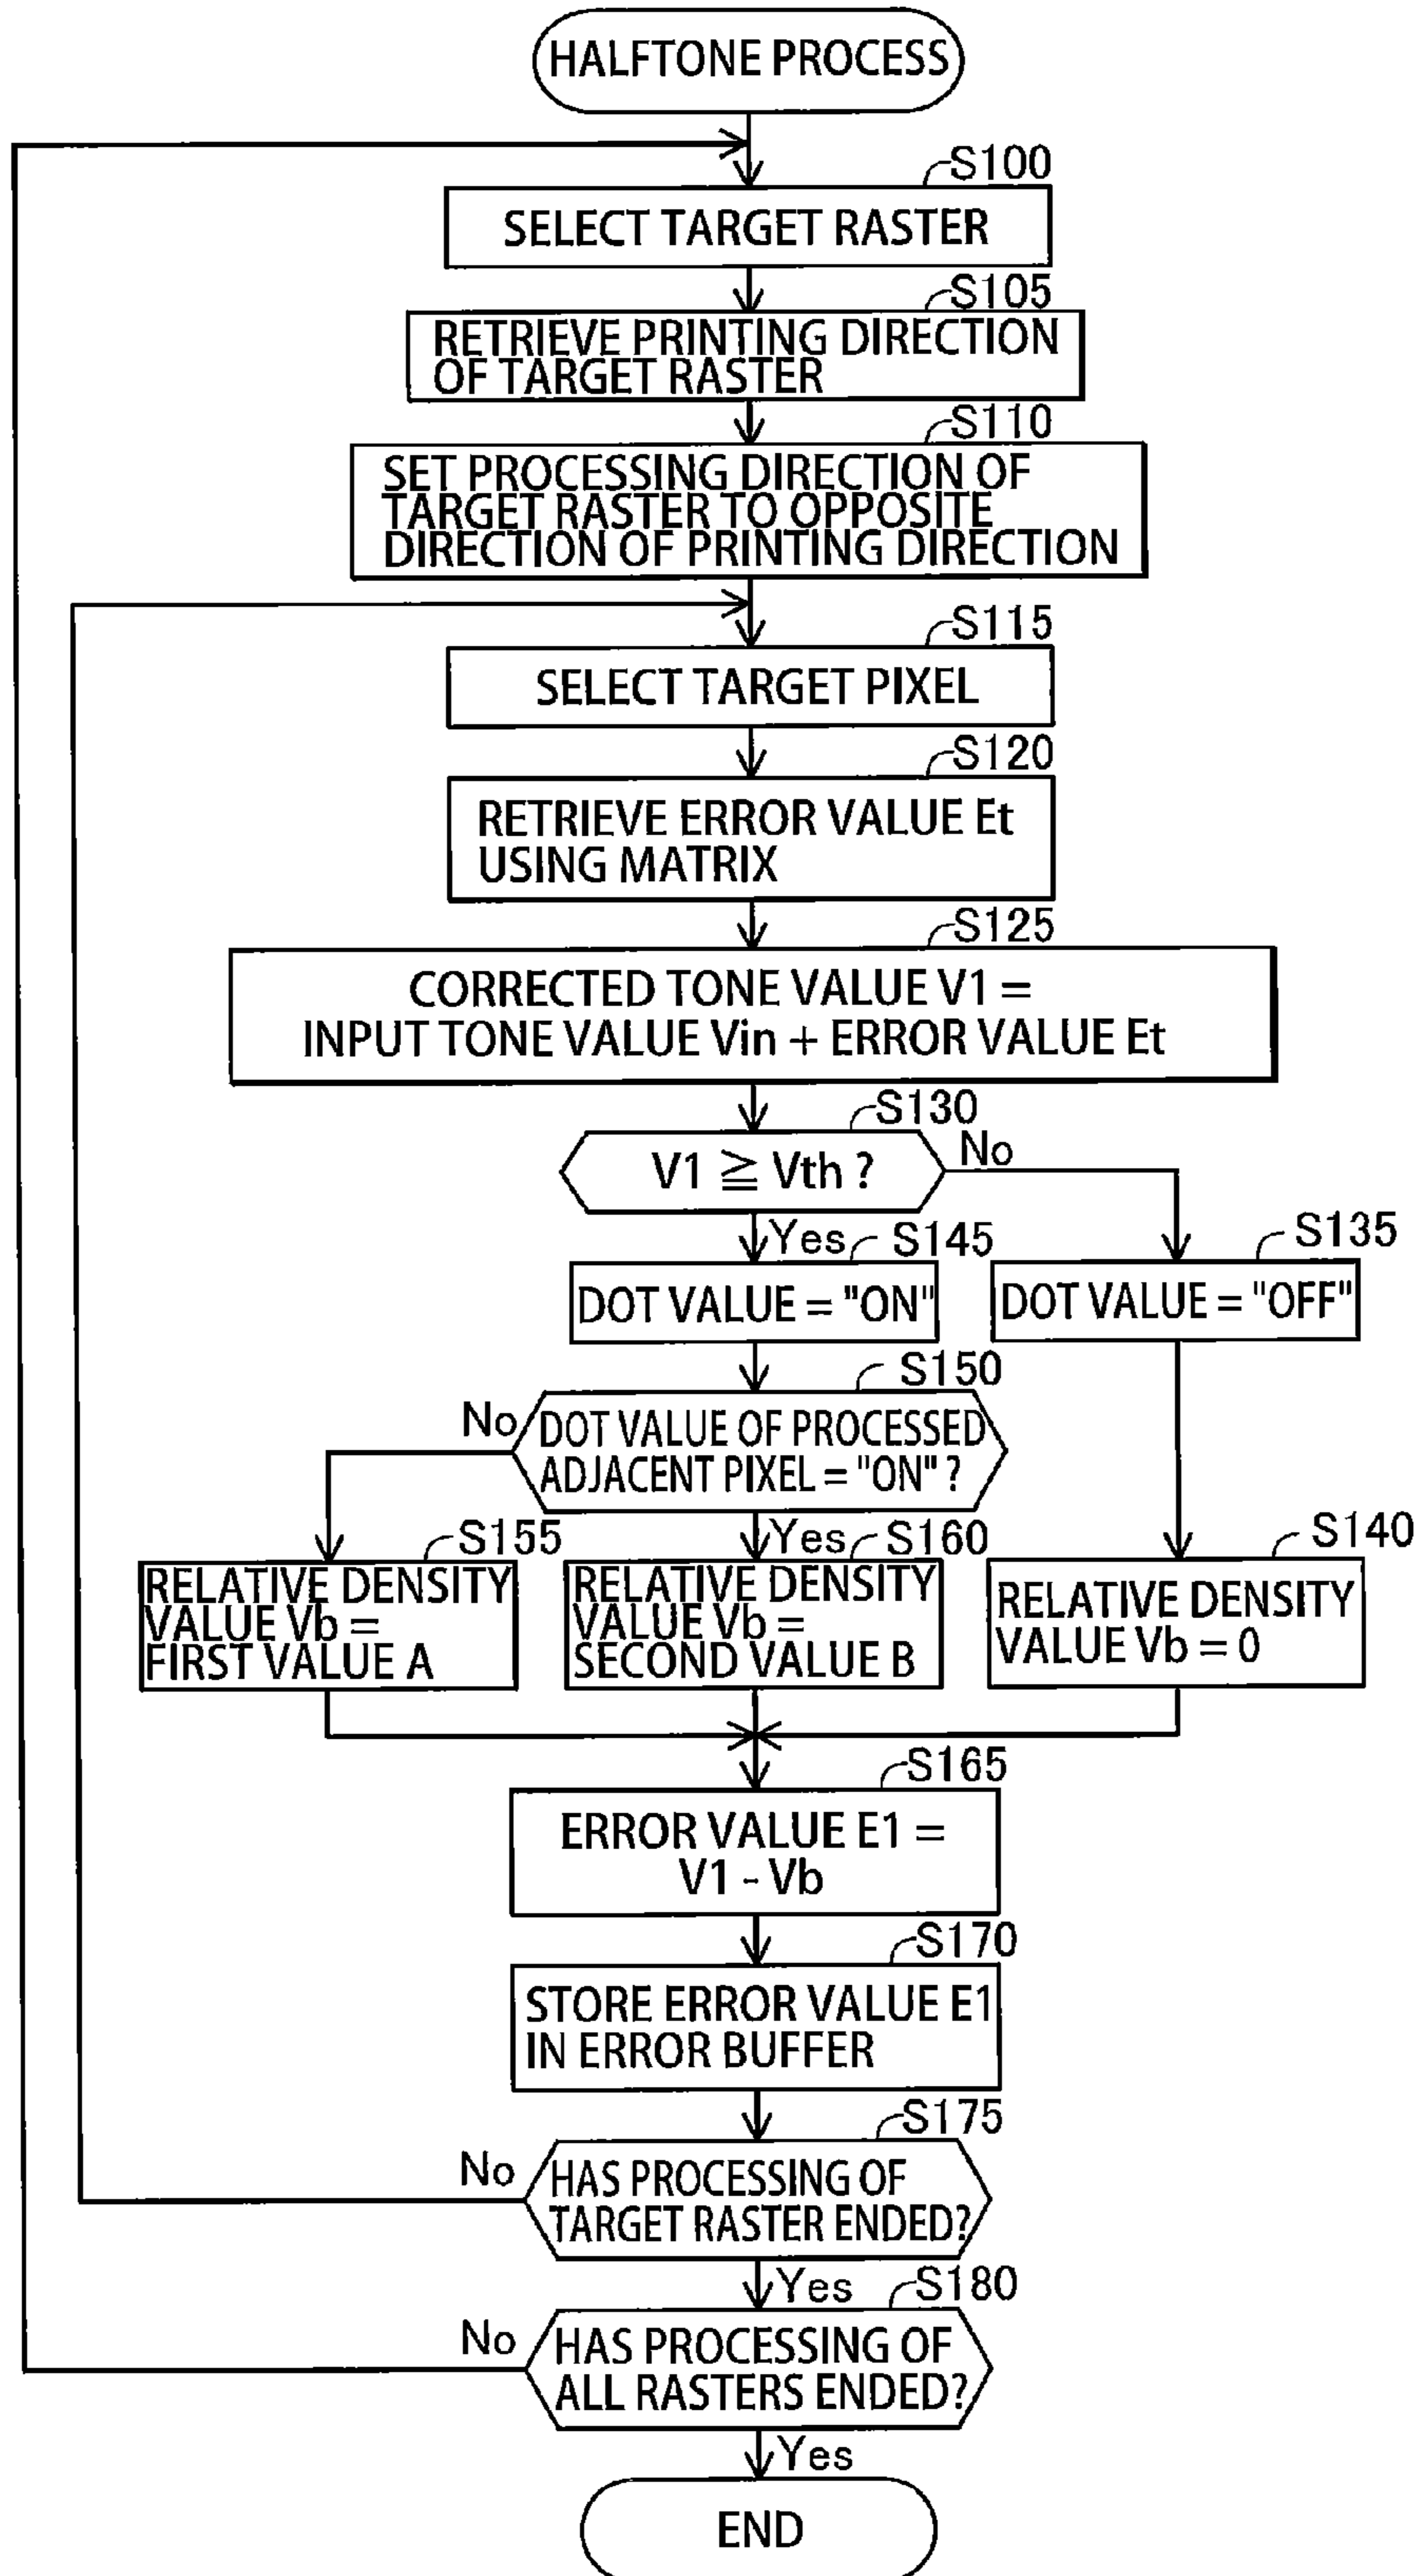 HALFTONE PROCESS
S100
SELECT TARGET RASTER
S105
RETRIEVE PRINTING DIRECTION
OF TARGET RASTER
S110
SET PROCESSING DIRECTION OF
TARGET RASTER TO OPPOSITE
DIRECTION OF PRINTING DIRECTION
S115
SELECT TARGET PIXEL
S120
RETRIEVE ERROR VALUE Et
USING MATRIX
S125
CORRECTED TONE VALUE V1 =
INPUT TONE VALUE Vin + ERROR VALUE Et
S130
V1 ≧ Vth ?
No
Yes
S145
S135
DOT VALUE = "ON"
DOT VALUE = "OFF"
S150
No
DOT VALUE OF PROCESSED
ADJACENT PIXEL = "ON" ?
S155
Yes
S160
S140
RELATIVE DENSITY
VALUE Vb =
FIRST VALUE A
RELATIVE DENSITY
VALUE Vb =
SECOND VALUE B
RELATIVE DENSITY
VALUE Vb = 0
S165
ERROR VALUE E1 =
V1 - Vb
S170
STORE ERROR VALUE E1
IN ERROR BUFFER
S175
No
HAS PROCESSING OF
TARGET RASTER ENDED?
Yes
S180
No
HAS PROCESSING OF
ALL RASTERS ENDED?
Yes
END